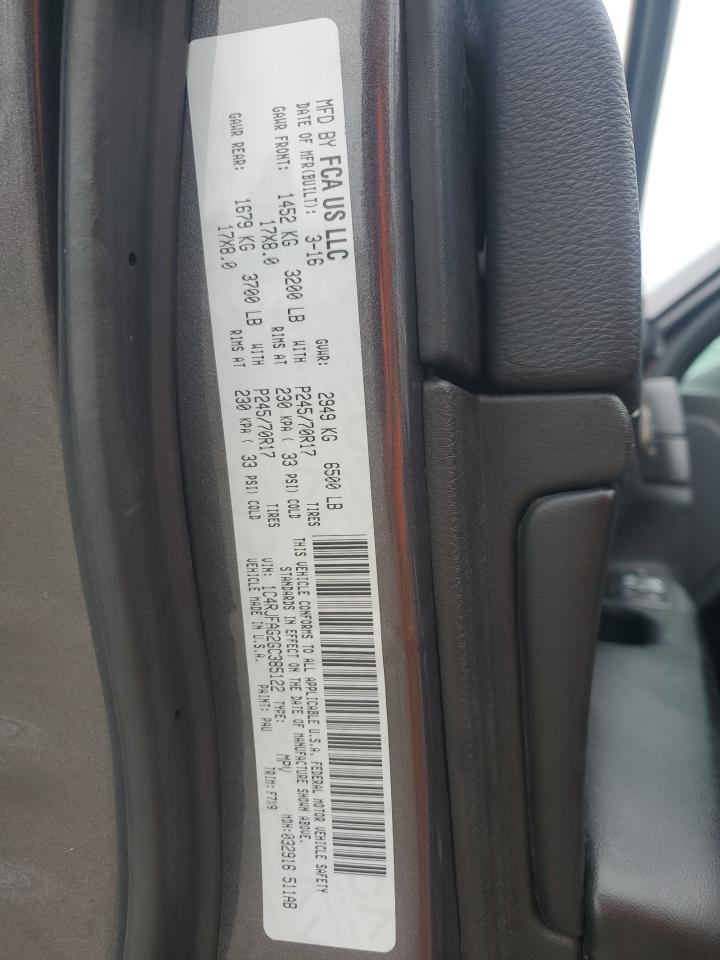 MFD BY FCA US LLC
DATE OF MFR(BUILT): 3-16 GVWR: 2949 KG 6500 LB
GAWR FRONT: 1452 KG 3200 LB WITH P245/70R17 TIRES
17X8.0 RIMS AT 230 KPA ( 33 PSI) COLD
GAWR REAR: 1679 KG 3700 LB WITH P245/70R17 TIRES
17X8.0 RIMS AT 230 KPA ( 33 PSI) COLD
THIS VEHICLE CONFORMS TO ALL APPLICABLE U.S.A. FEDERAL MOTOR VEHICLE SAFETY
STANDARDS IN EFFECT ON THE DATE OF MANUFACTURE SHOWN ABOVE.
VIN: 1C4RJFAG2GC385122 TYPE: MPV MDH:032916 511AB
VEHICLE MADE IN U.S.A. PAINT: PAU TRIM: F7X9